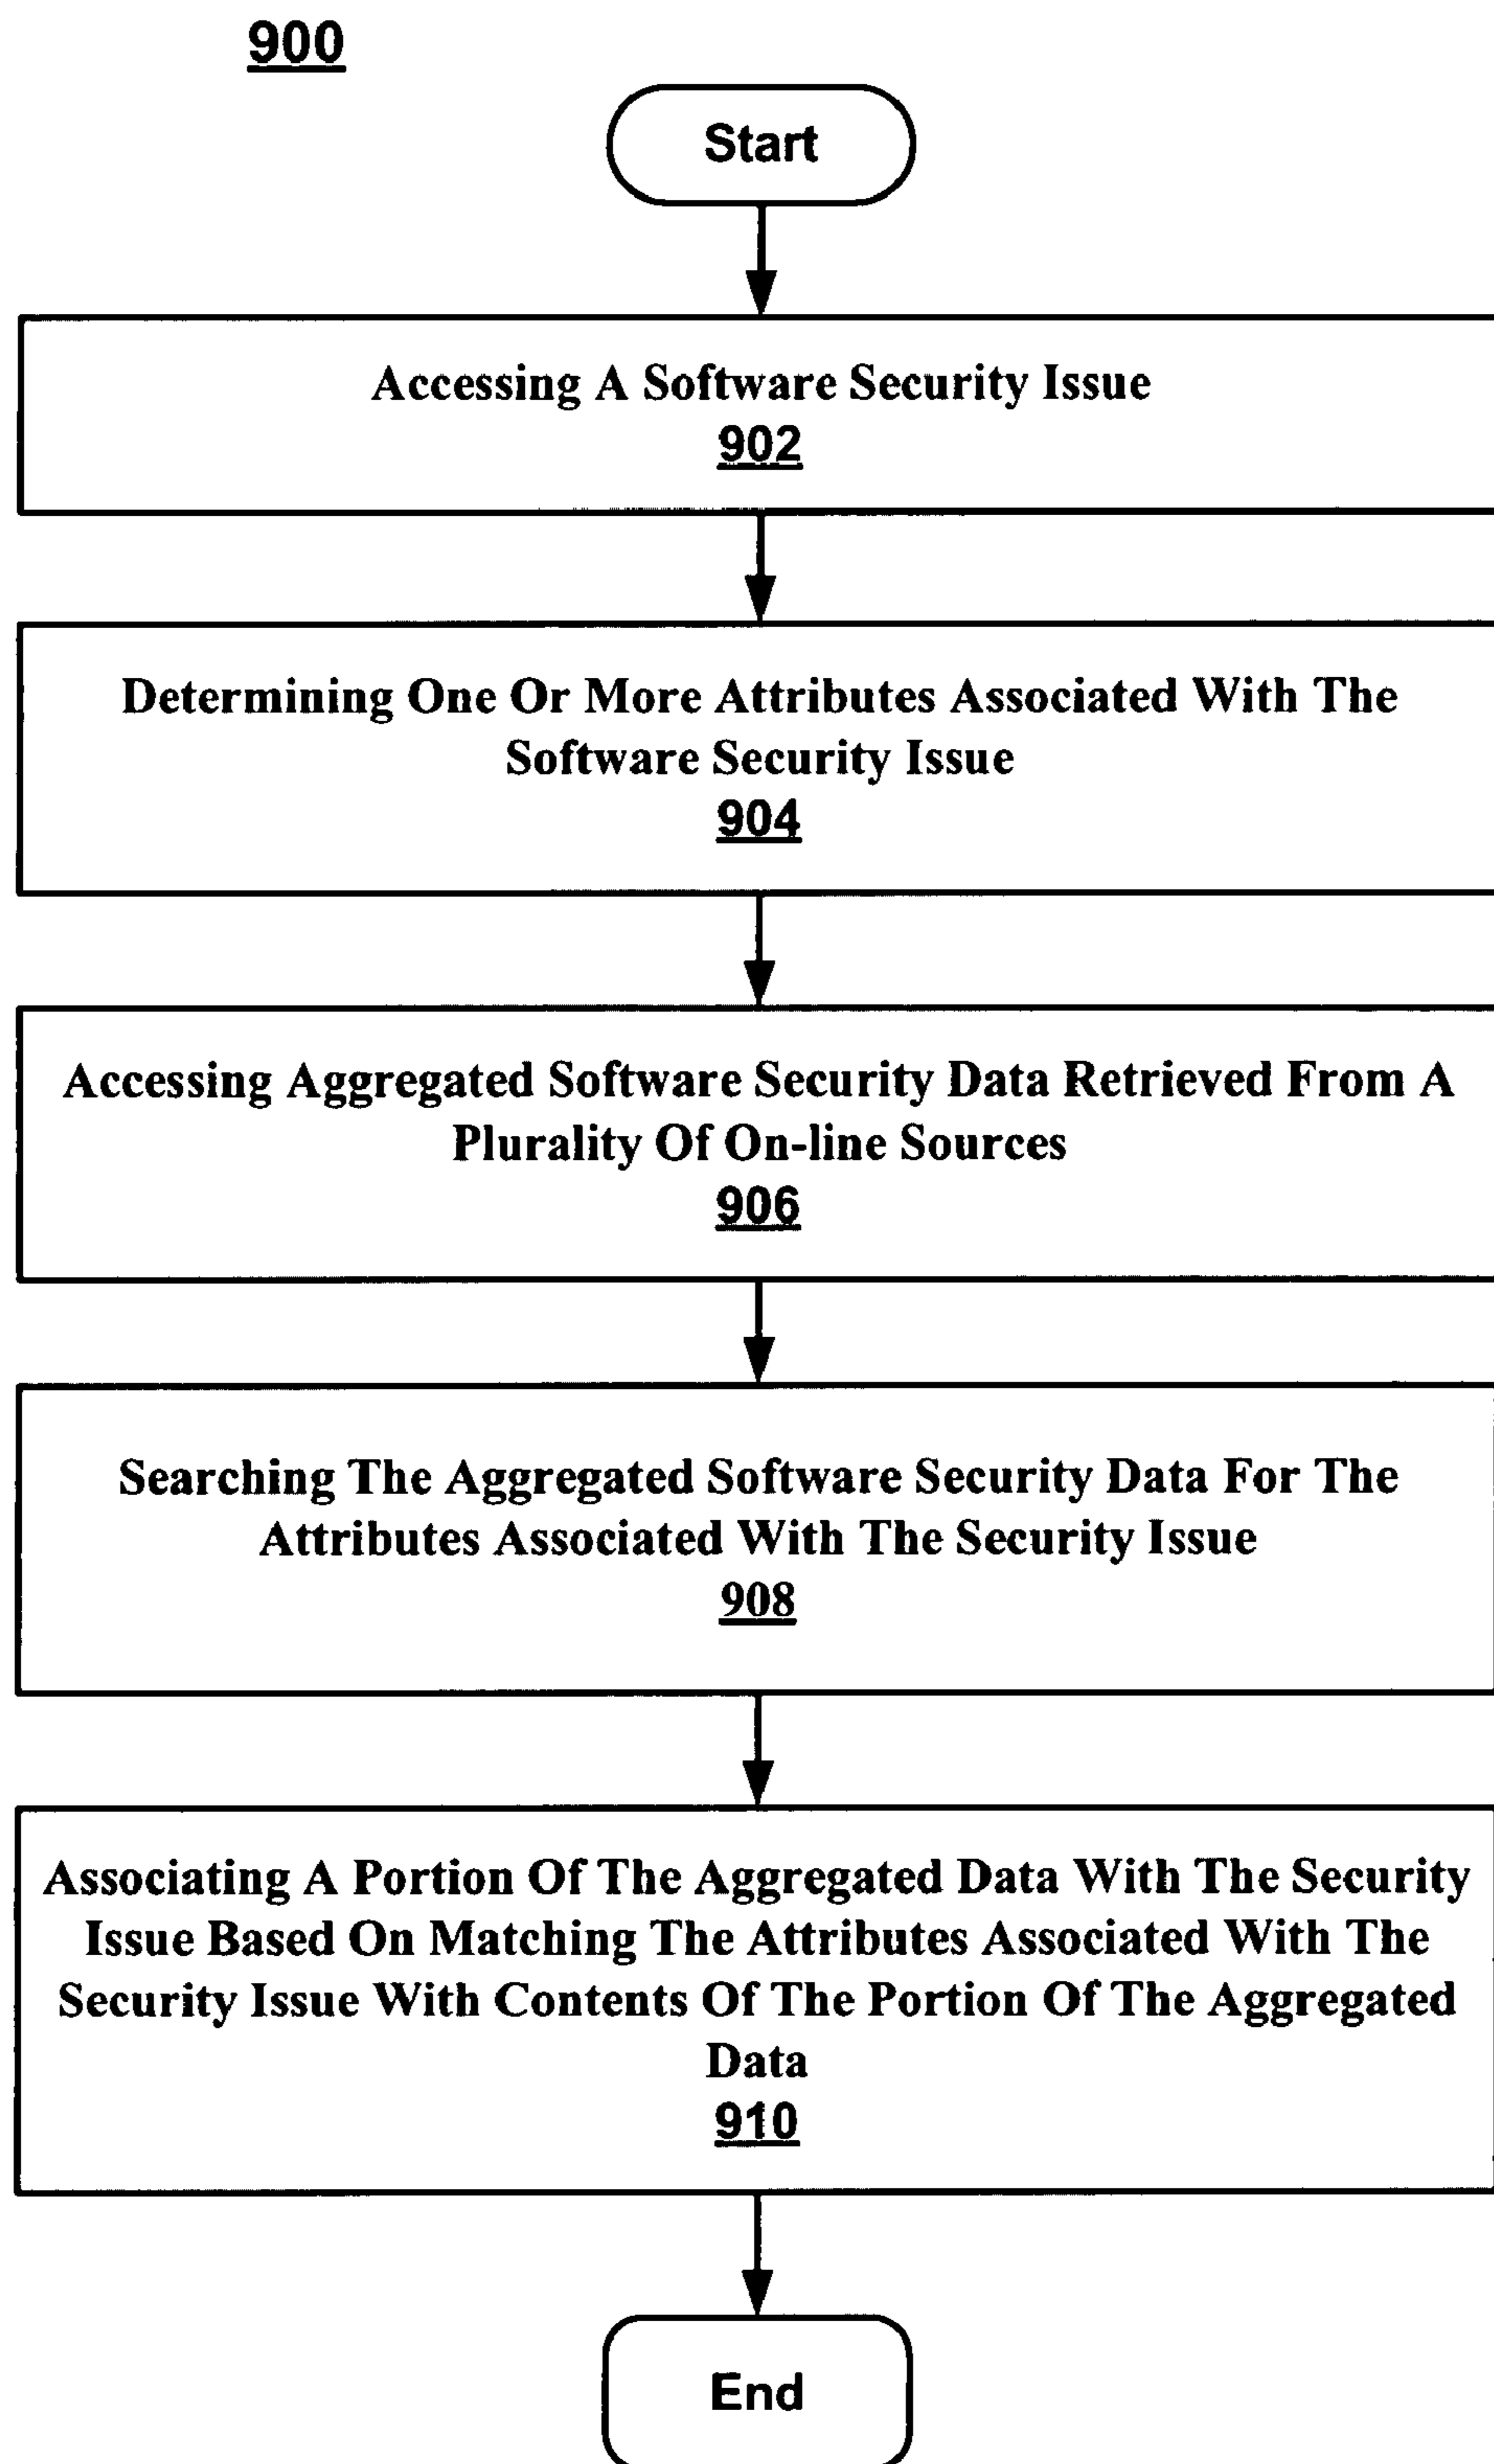 900
Start
Accessing A Software Security Issue
902
Determining One Or More Attributes Associated With The
Software Security Issue
904
Accessing Aggregated Software Security Data Retrieved From A
Plurality Of On-line Sources
906
Searching The Aggregated Software Security Data For The
Attributes Associated With The Security Issue
908
Associating A Portion Of The Aggregated Data With The Security
Issue Based On Matching The Attributes Associated With The
Security Issue With Contents Of The Portion Of The Aggregated
Data
910
End